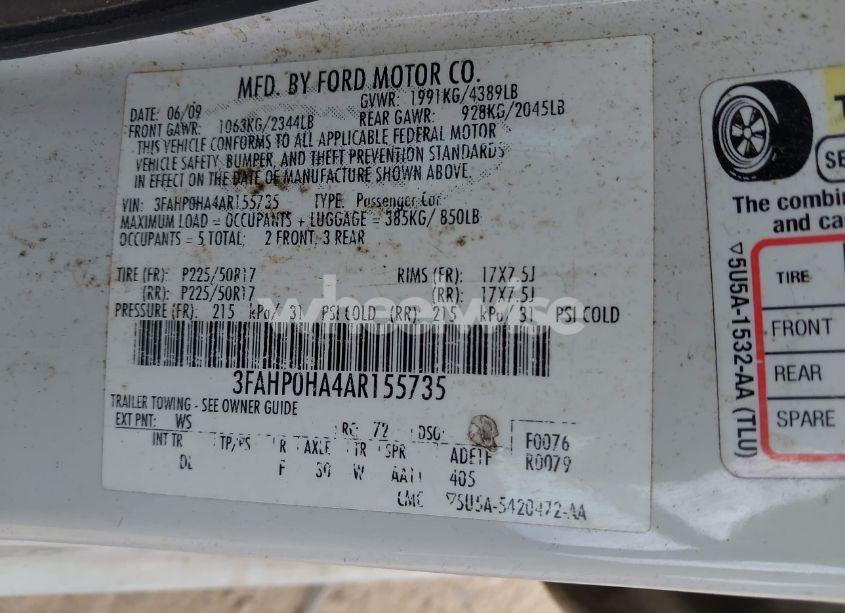 MFD. BY FORD MOTOR CO.
DATE: 06/09 GVWR: 1991KG/4389LB
FRONT GAWR: 1063KG/2344LB REAR GAWR: 928KG/2045LB
THIS VEHICLE CONFORMS TO ALL APPLICABLE FEDERAL MOTOR
VEHICLE SAFETY, BUMPER, AND THEFT PREVENTION STANDARDS
IN EFFECT ON THE DATE OF MANUFACTURE SHOWN ABOVE.
VIN: 3FAHP0HA4AR155735 TYPE: Passenger Car
MAXIMUM LOAD = OCCUPANTS + LUGGAGE = 385KG/ 850LB
OCCUPANTS = 5 TOTAL; 2 FRONT, 3 REAR
TIRE (FR): P225/50R17 RIMS (FR): 17X7.5J
(RR): P225/50R17 (RR): 17X7.5J
PRESSURE (FR): 215 kPa/ 31 PSI COLD (RR): 215 kPa/ 31 PSI COLD
wheelwise
3FAHP0HA4AR155735
TRAILER TOWING - SEE OWNER GUIDE
EXT PNT: WS RC: 72 DSO: F0076
INT TR TP/PS R AXLE TR SPR R0079
DL F 39 W AA11 405
CMC ▽5U5A-5420472-AA
T
SE
The combin
and ca
TIRE
FRONT
REAR
SPARE
▽5U5A-1532-AA (TLU)